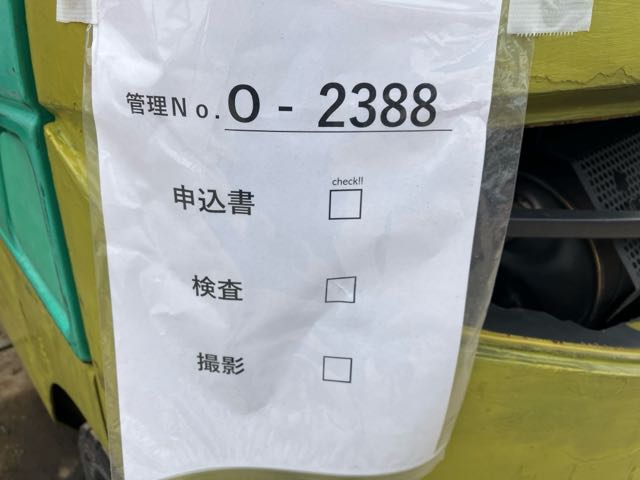 管理No. O - 2388
check!!
申込書 □
検査 □
撮影 □